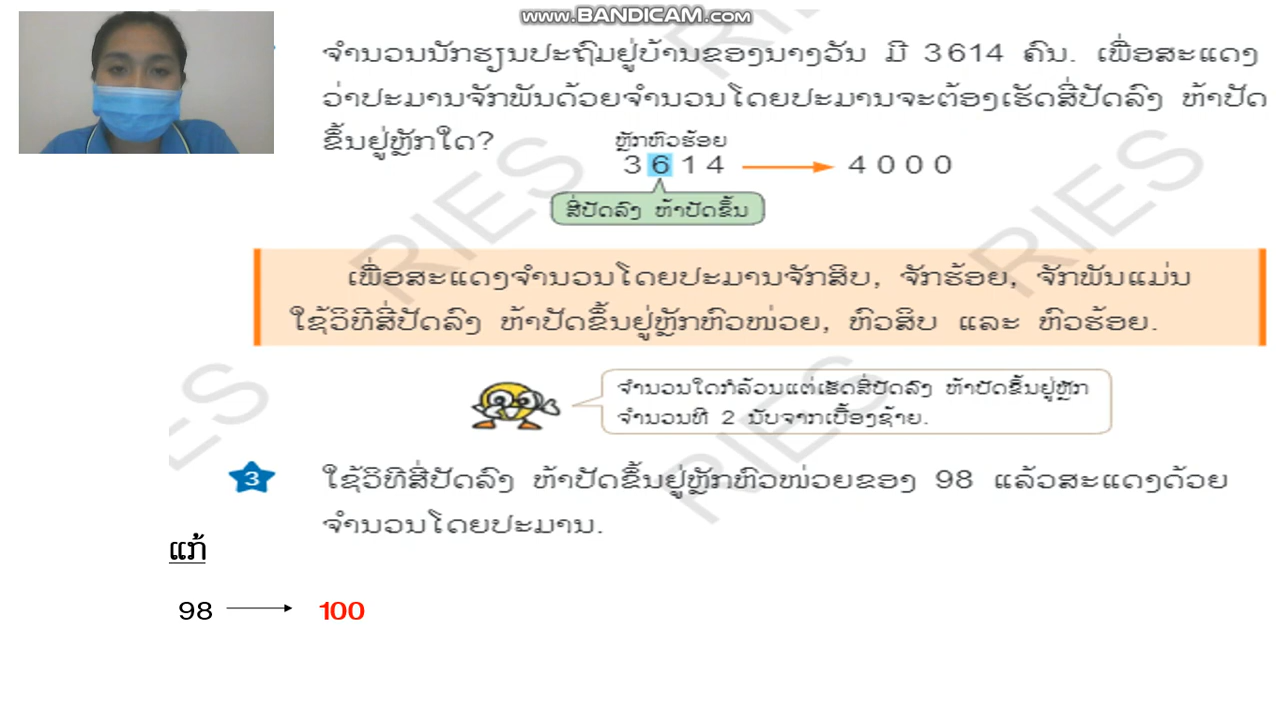 www.BANDICAM.com
ຈຳນວນນັກຮຽນປະຖົມຢູ່ບ້ານຂອງນາງວັນ ມີ 3614 ຄົນ. ເພື່ອສະແດງ
ວ່າປະມານຈັກພັນດ້ວຍຈຳນວນໂດຍປະມານຈະຕ້ອງເຮັດສີ່ປັດລົງ ຫ້າປັດ
ຂຶ້ນຢູ່ຫຼັກໃດ?
ຫຼັກຫົວຮ້ອຍ
3614 → 4000
ສີ່ປັດລົງ ຫ້າປັດຂຶ້ນ
ເພື່ອສະແດງຈຳນວນໂດຍປະມານຈັກສິບ, ຈັກຮ້ອຍ, ຈັກພັນແມ່ນ
ໃຊ້ວິທີສີ່ປັດລົງ ຫ້າປັດຂຶ້ນຢູ່ຫຼັກຫົວໜ່ວຍ, ຫົວສິບ ແລະ ຫົວຮ້ອຍ.
ຈຳນວນໃດກໍລ້ວນແຕ່ເຮັດສີ່ປັດລົງ ຫ້າປັດຂຶ້ນຢູ່ຫຼັກ
ຈຳນວນທີ 2 ນັບຈາກເບື້ອງຊ້າຍ.
3 ໃຊ້ວິທີສີ່ປັດລົງ ຫ້າປັດຂຶ້ນຢູ່ຫຼັກຫົວໜ່ວຍຂອງ 98 ແລ້ວສະແດງດ້ວຍ
ຈຳນວນໂດຍປະມານ.
ແກ້
98 → 100
RIES
RIES
RIES
RIES